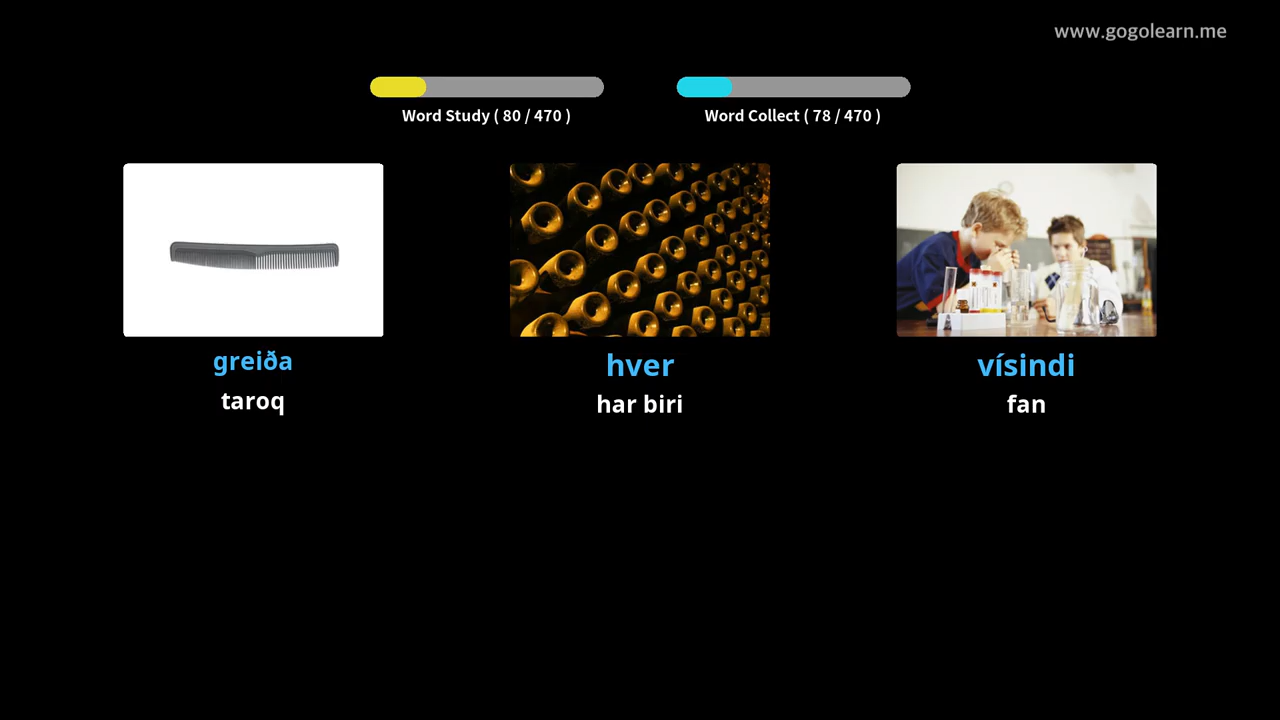 www.gogolearn.me
Word Study ( 80 / 470 )
Word Collect ( 78 / 470 )
greiða
taroq
hver
har biri
vísindi
fan